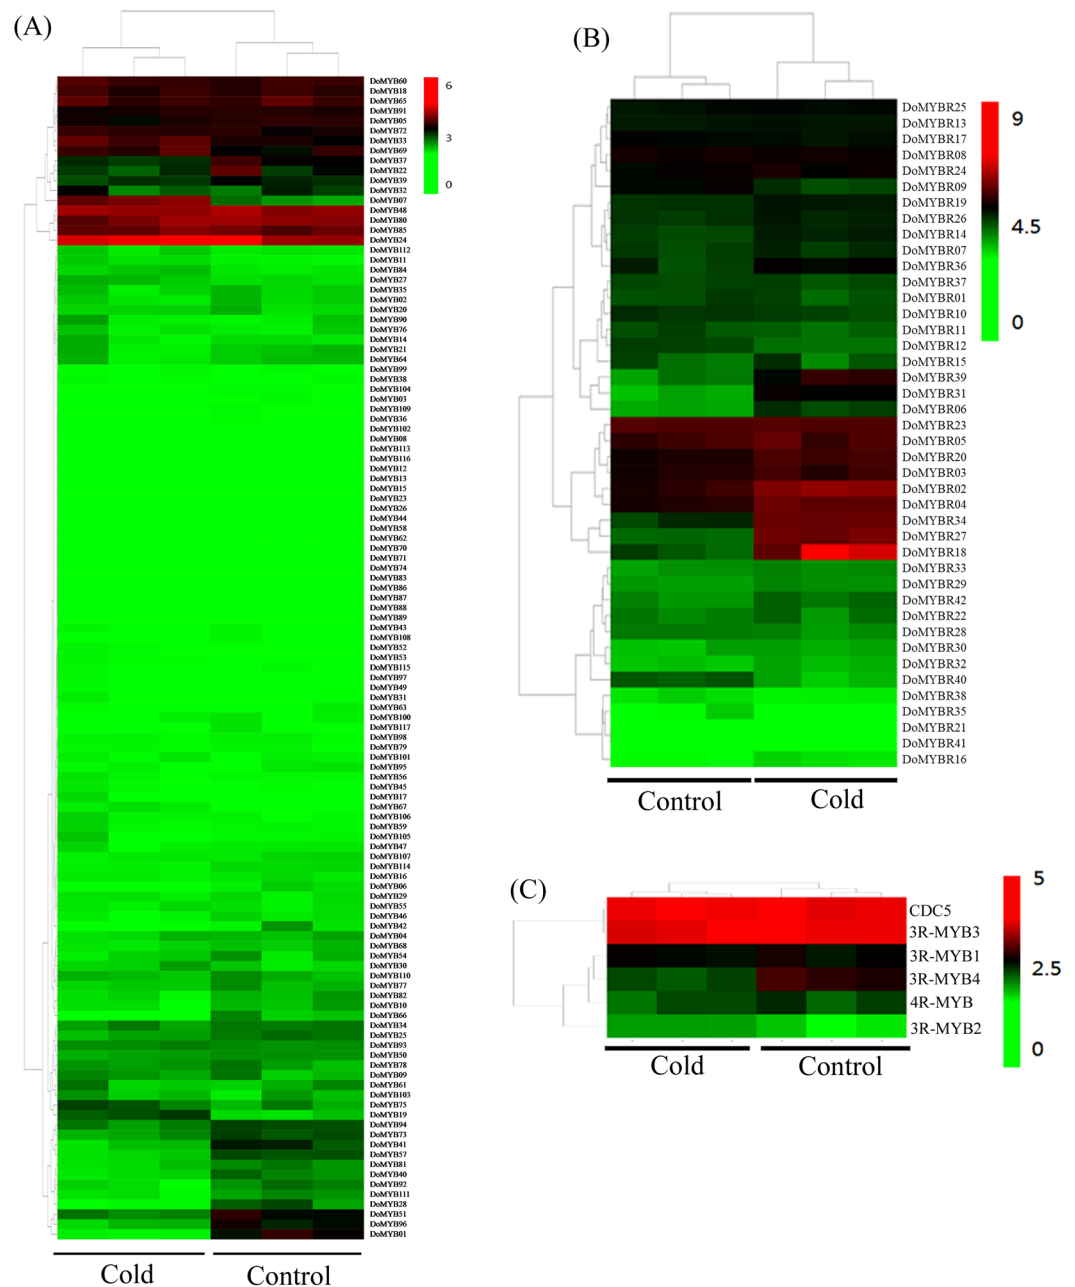 (A)
DoMYB60
DoMYB18
DoMYB65
DoMYB91
DoMYB05
DoMYB72
DoMYB33
DoMYB69
DoMYB37
DoMYB22
DoMYB39
DoMYB32
DoMYB07
DoMYB48
DoMYB80
DoMYB85
DoMYB24
DoMYB112
DoMYB11
DoMYB84
DoMYB27
DoMYB35
DoMYB02
DoMYB20
DoMYB90
DoMYB76
DoMYB14
DoMYB21
DoMYB64
DoMYB99
DoMYB38
DoMYB104
DoMYB03
DoMYB109
DoMYB36
DoMYB102
DoMYB08
DoMYB113
DoMYB116
DoMYB12
DoMYB13
DoMYB15
DoMYB23
DoMYB26
DoMYB44
DoMYB58
DoMYB62
DoMYB70
DoMYB71
DoMYB74
DoMYB83
DoMYB86
DoMYB87
DoMYB88
DoMYB89
DoMYB43
DoMYB108
DoMYB52
DoMYB53
DoMYB115
DoMYB97
DoMYB49
DoMYB31
DoMYB63
DoMYB100
DoMYB117
DoMYB98
DoMYB79
DoMYB101
DoMYB95
DoMYB56
DoMYB45
DoMYB17
DoMYB67
DoMYB106
DoMYB59
DoMYB105
DoMYB47
DoMYB107
DoMYB114
DoMYB16
DoMYB06
DoMYB29
DoMYB55
DoMYB46
DoMYB42
DoMYB04
DoMYB68
DoMYB54
DoMYB30
DoMYB110
DoMYB77
DoMYB82
DoMYB10
DoMYB66
DoMYB34
DoMYB25
DoMYB93
DoMYB50
DoMYB78
DoMYB09
DoMYB61
DoMYB103
DoMYB75
DoMYB19
DoMYB94
DoMYB73
DoMYB41
DoMYB57
DoMYB81
DoMYB40
DoMYB92
DoMYB111
DoMYB28
DoMYB51
DoMYB96
DoMYB01
6
3
0
Cold
Control
(B)
DoMYBR25
DoMYBR13
DoMYBR17
DoMYBR08
DoMYBR24
DoMYBR09
DoMYBR19
DoMYBR26
DoMYBR14
DoMYBR07
DoMYBR36
DoMYBR37
DoMYBR01
DoMYBR10
DoMYBR11
DoMYBR12
DoMYBR15
DoMYBR39
DoMYBR31
DoMYBR06
DoMYBR23
DoMYBR05
DoMYBR20
DoMYBR03
DoMYBR02
DoMYBR04
DoMYBR34
DoMYBR27
DoMYBR18
DoMYBR33
DoMYBR29
DoMYBR42
DoMYBR22
DoMYBR28
DoMYBR30
DoMYBR32
DoMYBR40
DoMYBR38
DoMYBR35
DoMYBR21
DoMYBR41
DoMYBR16
9
4.5
0
Control
Cold
(C)
CDC5
3R-MYB3
3R-MYB1
3R-MYB4
4R-MYB
3R-MYB2
5
2.5
0
Cold
Control